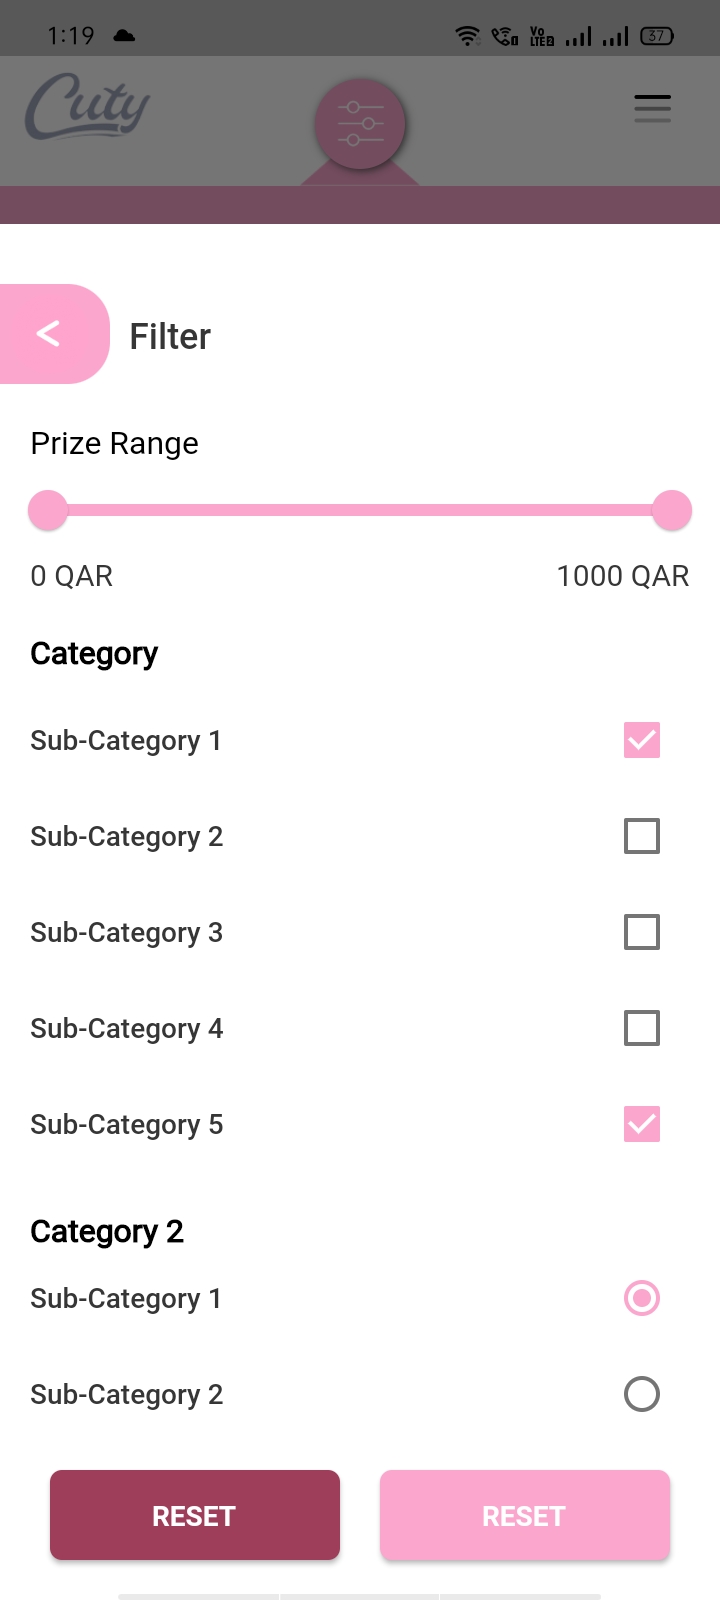 1:19
Vo
LTE2
37
Cuty
<
Filter
Prize Range
0 QAR
1000 QAR
Category
Sub-Category 1
Sub-Category 2
Sub-Category 3
Sub-Category 4
Sub-Category 5
Category 2
Sub-Category 1
Sub-Category 2
RESET
RESET